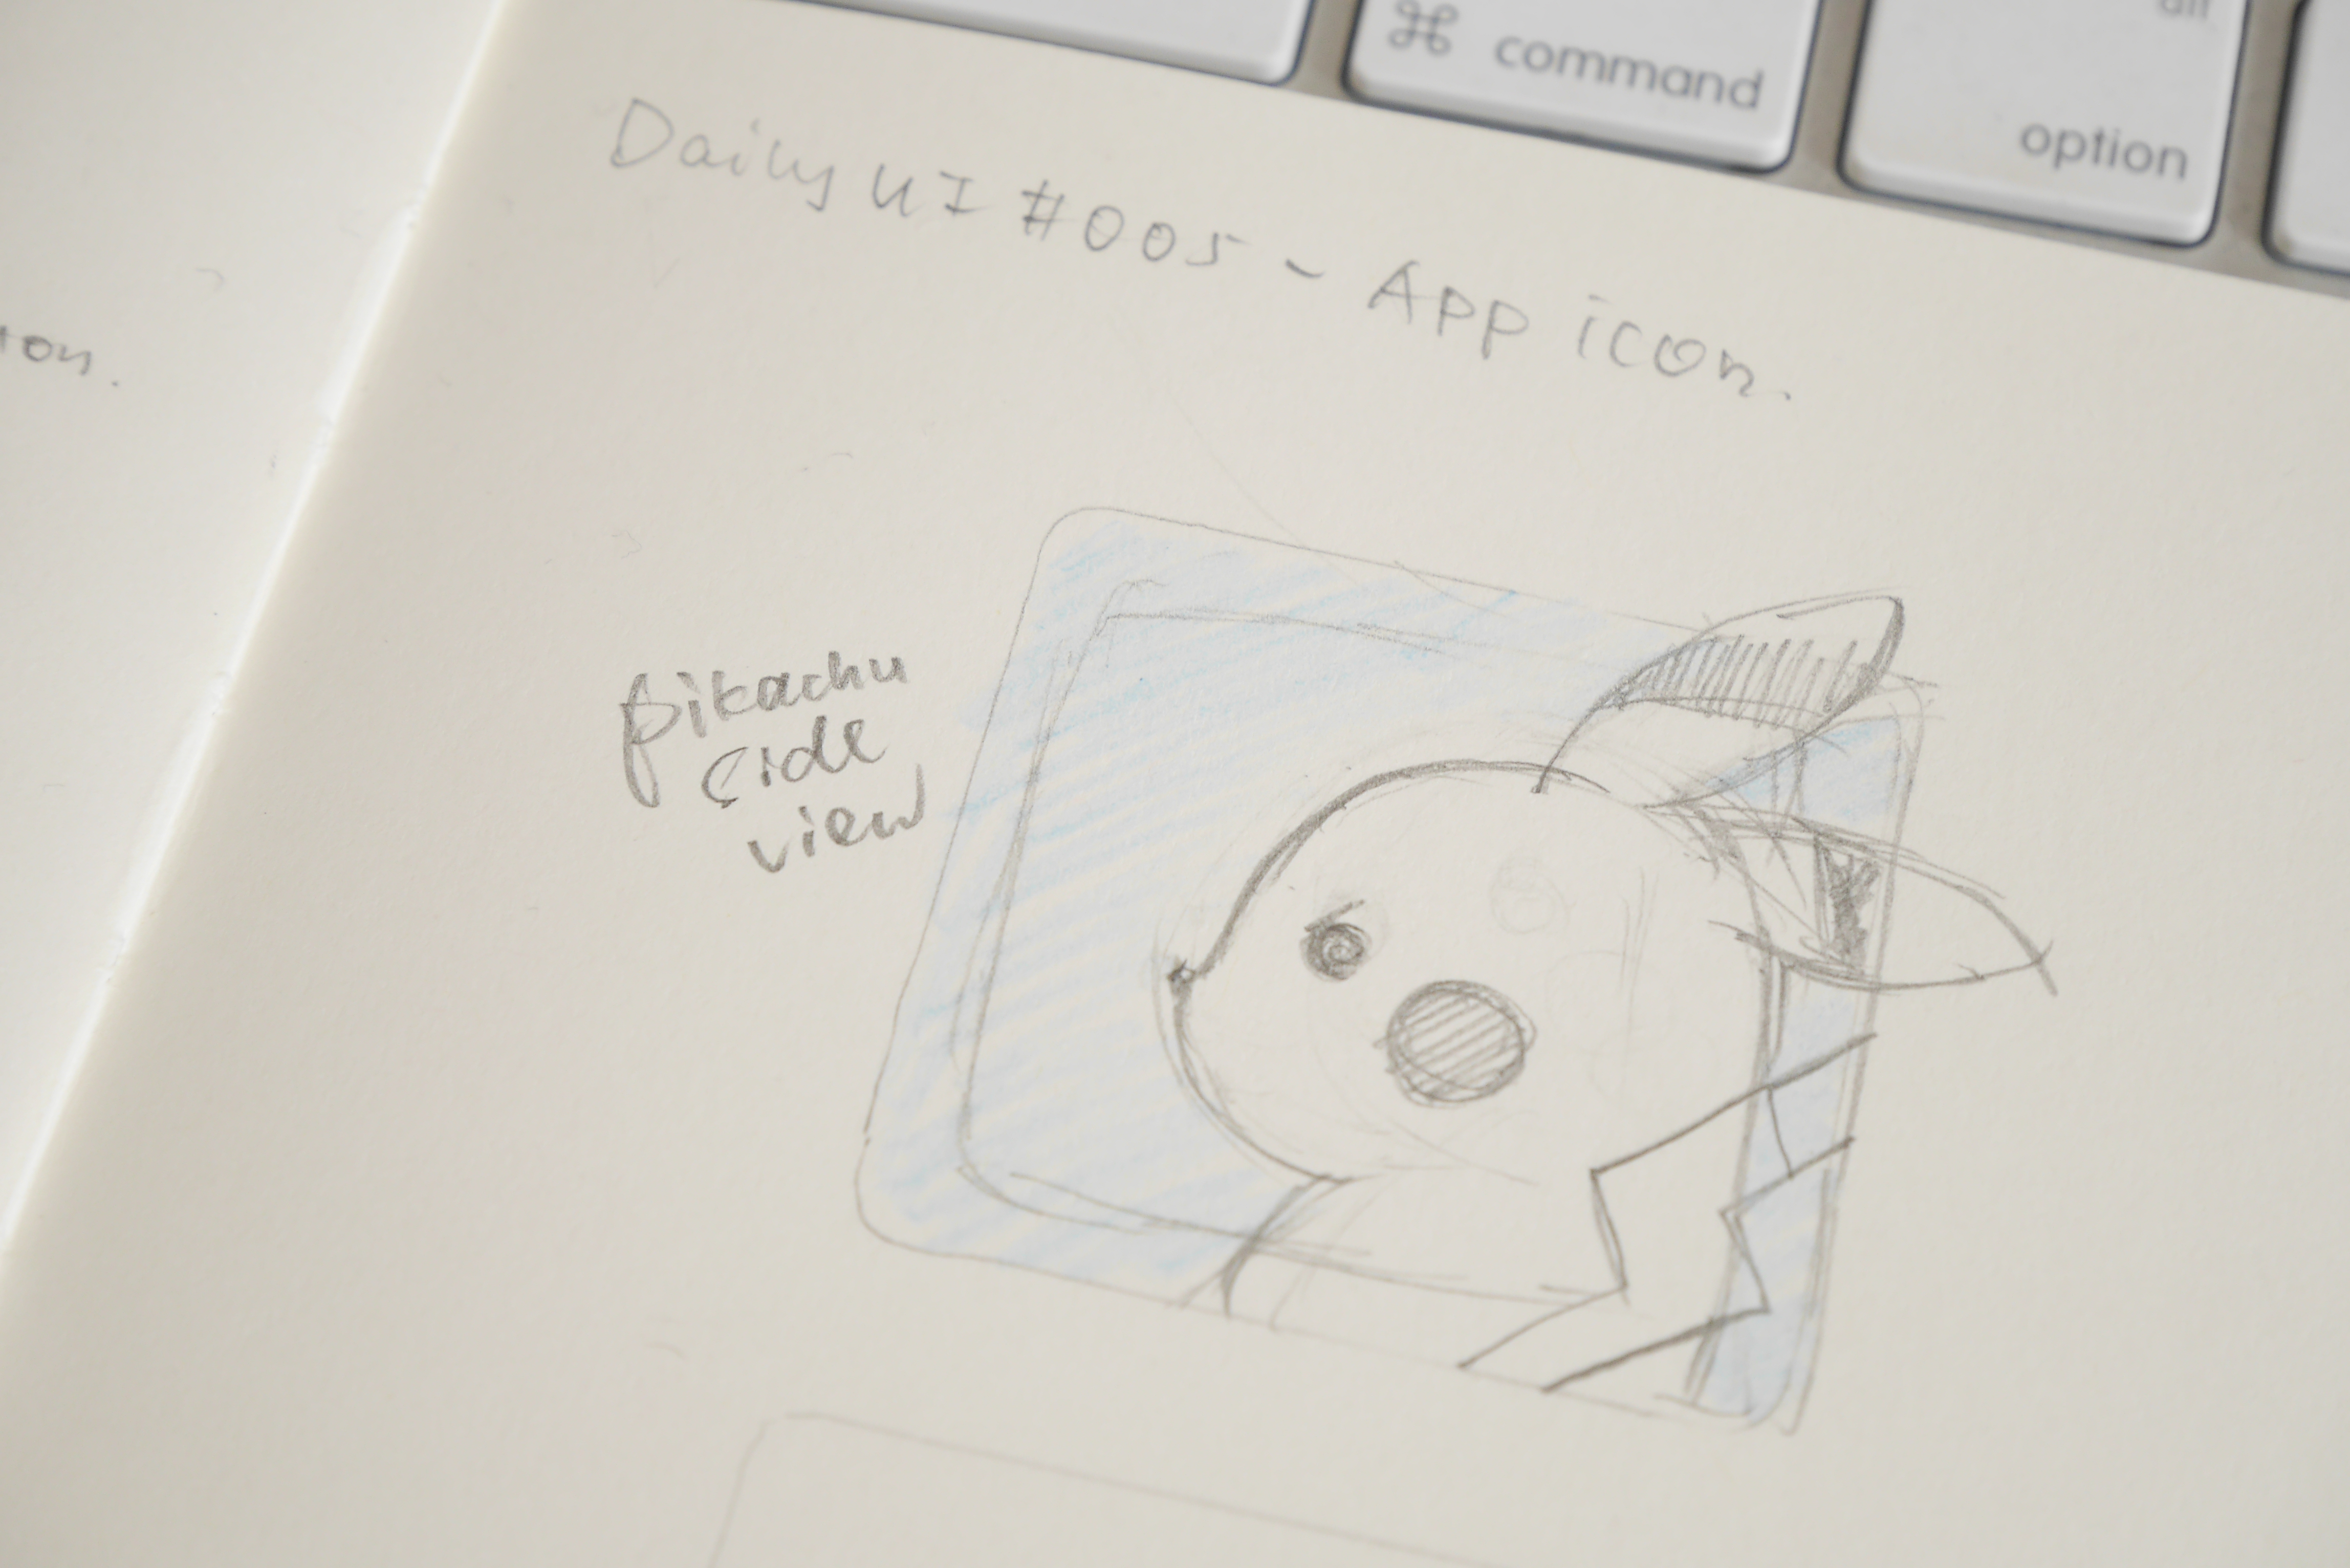 ⌘ command
option
Daily UI #005 - App icon.
pikachu
side
view